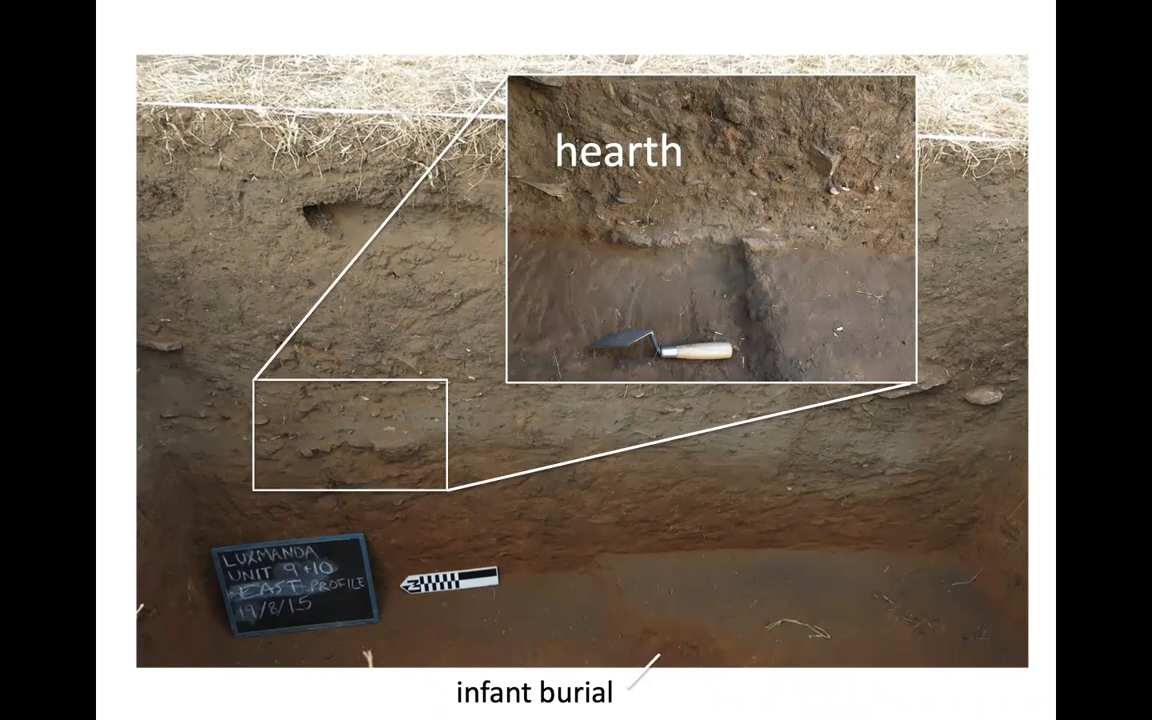 hearth
LUXMANDA
UNIT 9+10
EAST PROFILE
19/8/15
N
infant burial